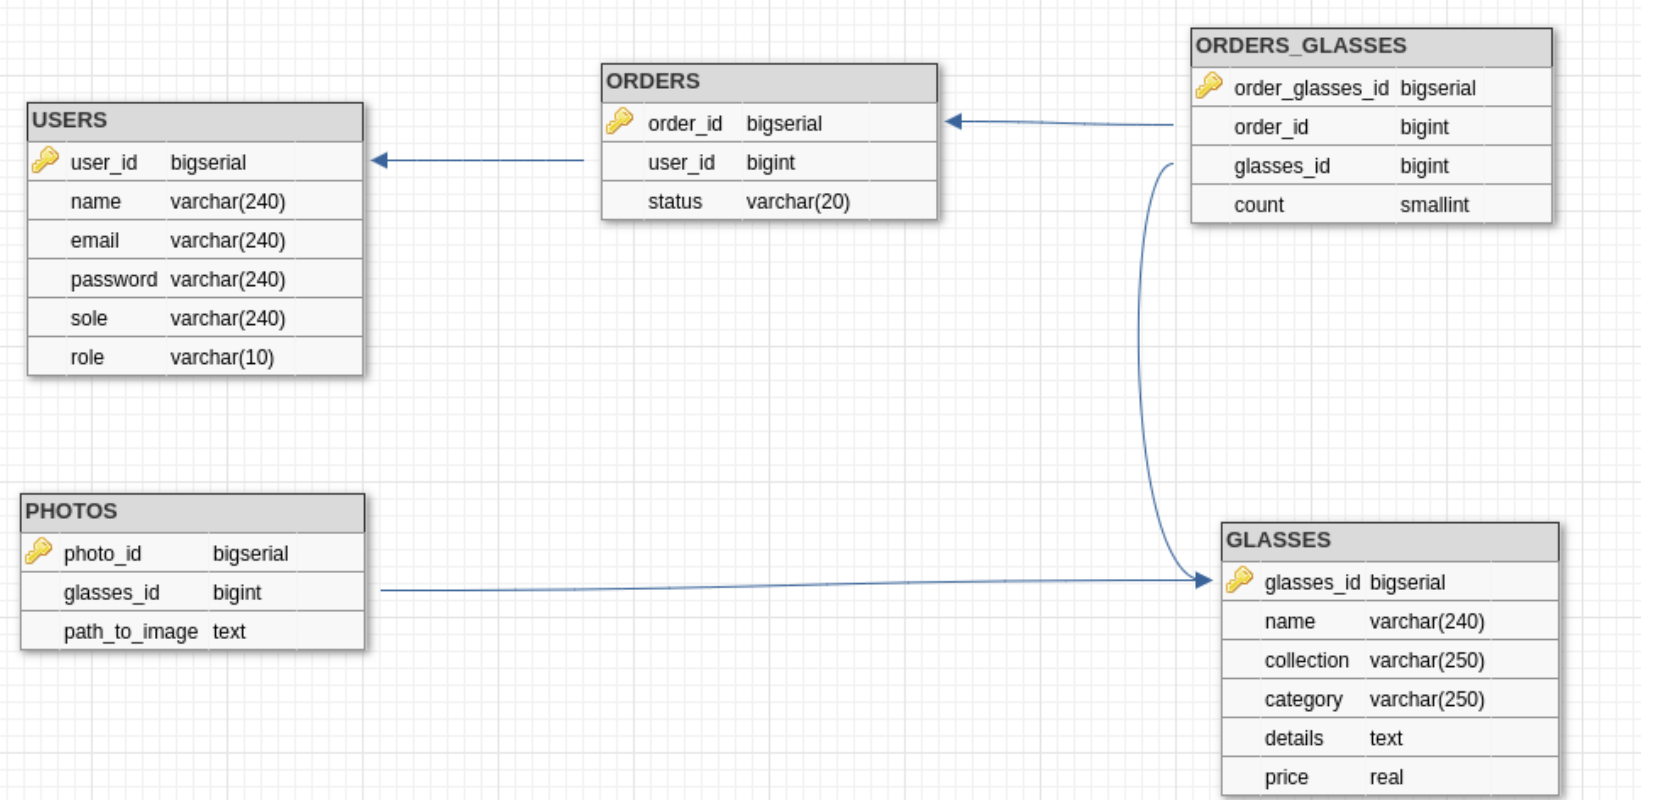 USERS
user_id bigserial
name varchar(240)
email varchar(240)
password varchar(240)
sole varchar(240)
role varchar(10)
ORDERS
order_id bigserial
user_id bigint
status varchar(20)
ORDERS_GLASSES
order_glasses_id bigserial
order_id bigint
glasses_id bigint
count smallint
PHOTOS
photo_id bigserial
glasses_id bigint
path_to_image text
GLASSES
glasses_id bigserial
name varchar(240)
collection varchar(250)
category varchar(250)
details text
price real